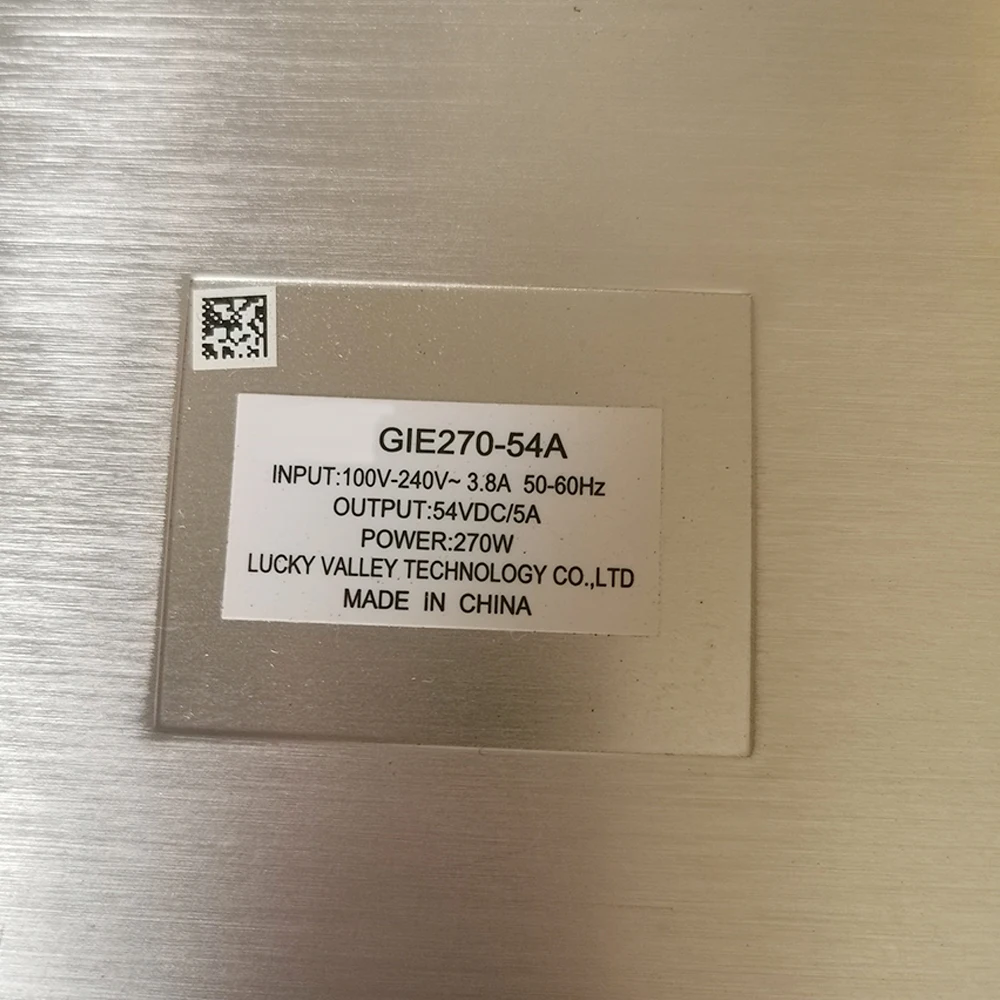 GIE270-54A
INPUT:100V-240V~ 3.8A 50-60Hz
OUTPUT:54VDC/5A
POWER:270W
LUCKY VALLEY TECHNOLOGY CO.,LTD
MADE IN CHINA